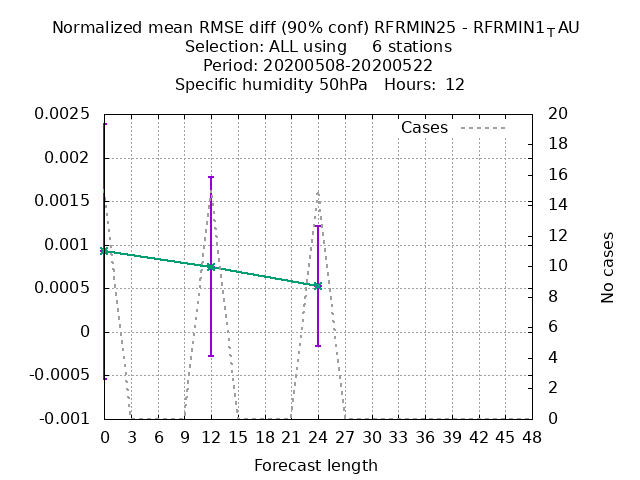 Normalized mean RMSE diff (90% conf) RFRMIN25 - RFRMIN1TAU
Selection: ALL using 6 stations
Period: 20200508-20200522
Specific humidity 50hPa Hours: 12
Cases
0.0025
0.002
0.0015
0.001
0.0005
0
-0.0005
-0.001
20
18
16
14
12
10
8
6
4
2
0
No cases
0 3 6 9 12 15 18 21 24 27 30 33 36 39 42 45 48
Forecast length